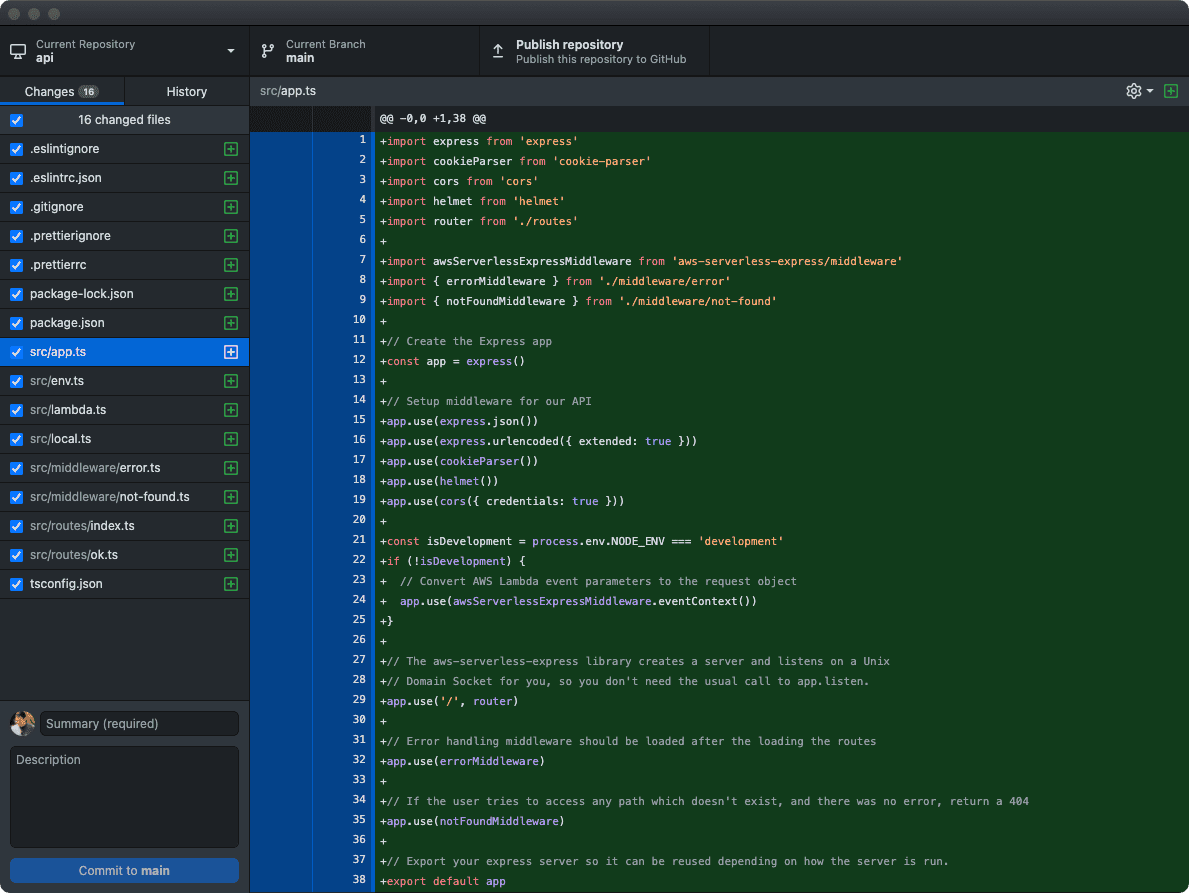 Current Repository
api
Current Branch
main
Publish repository
Publish this repository to GitHub
Changes 16
History
16 changed files
.eslintignore
.eslintrc.json
.gitignore
.prettierignore
.prettierrc
package-lock.json
package.json
src/app.ts
src/env.ts
src/lambda.ts
src/local.ts
src/middleware/error.ts
src/middleware/not-found.ts
src/routes/index.ts
src/routes/ok.ts
tsconfig.json
Summary (required)
Description
Commit to main
src/app.ts
@@ -0,0 +1,38 @@
1 +import express from 'express'
2 +import cookieParser from 'cookie-parser'
3 +import cors from 'cors'
4 +import helmet from 'helmet'
5 +import router from './routes'
6 +
7 +import awsServerlessExpressMiddleware from 'aws-serverless-express/middleware'
8 +import { errorMiddleware } from './middleware/error'
9 +import { notFoundMiddleware } from './middleware/not-found'
10 +
11 +// Create the Express app
12 +const app = express()
13 +
14 +// Setup middleware for our API
15 +app.use(express.json())
16 +app.use(express.urlencoded({ extended: true }))
17 +app.use(cookieParser())
18 +app.use(helmet())
19 +app.use(cors({ credentials: true }))
20 +
21 +const isDevelopment = process.env.NODE_ENV === 'development'
22 +if (!isDevelopment) {
23 +  // Convert AWS Lambda event parameters to the request object
24 +  app.use(awsServerlessExpressMiddleware.eventContext())
25 +}
26 +
27 +// The aws-serverless-express library creates a server and listens on a Unix
28 +// Domain Socket for you, so you don't need the usual call to app.listen.
29 +app.use('/', router)
30 +
31 +// Error handling middleware should be loaded after the loading the routes
32 +app.use(errorMiddleware)
33 +
34 +// If the user tries to access any path which doesn't exist, and there was no error, return a 404
35 +app.use(notFoundMiddleware)
36 +
37 +// Export your express server so it can be reused depending on how the server is run.
38 +export default app